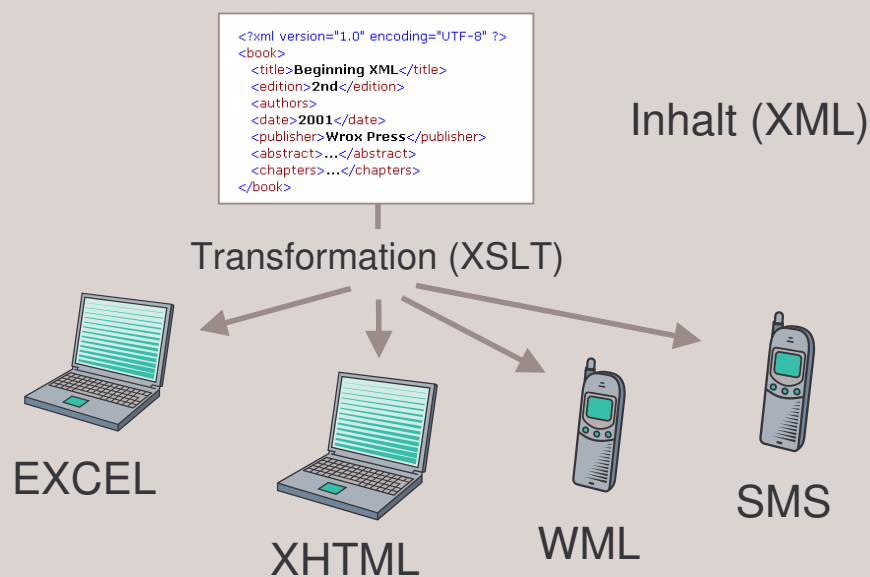 <?xml version="1.0" encoding="UTF-8" ?>
<book>
<title>Beginning XML</title>
<edition>2nd</edition>
<authors>
<date>2001</date>
<publisher>Wrox Press</publisher>
<abstract>...</abstract>
<chapters>...</chapters>
</book>
Inhalt (XML)
Transformation (XSLT)
EXCEL
XHTML
WML
SMS